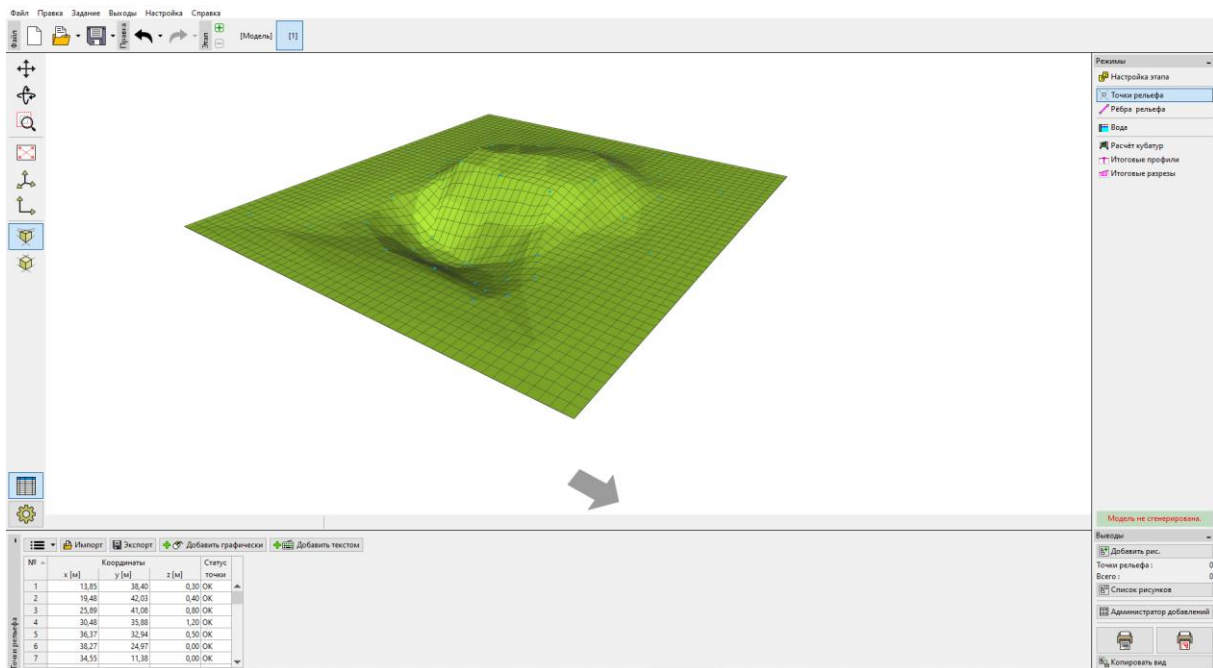 Файл Правка Задание Выходы Настройка Справка
Файл Правка Этап [Модель] [1]
Режимы
Настройка этапа
Точки рельефа
Рёбра рельефа
Вода
Расчёт кубатур
Итоговые профили
Итоговые разрезы
Модель не сгенерирована.
Выводы
Добавить рис.
Точки рельефа : 0
Всего : 0
Список рисунков
Администратор добавлений
Копировать вид
Импорт Экспорт Добавить графически Добавить текстом
Точки рельефа
№ Координаты Статус
x [м] y [м] z [м] точки
1 13,85 38,40 0,30 OK
2 19,48 42,03 0,40 OK
3 25,89 41,08 0,80 OK
4 30,48 35,88 1,20 OK
5 36,37 32,94 0,50 OK
6 38,27 24,97 0,00 OK
7 34,55 11,38 0,00 OK